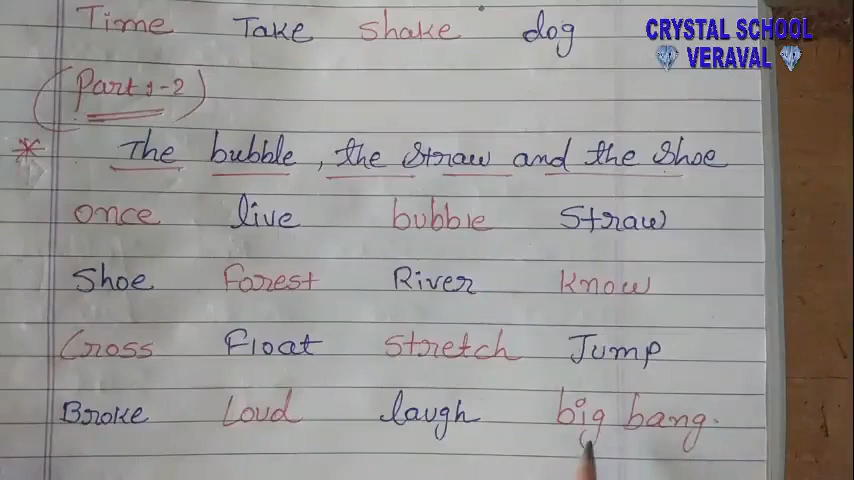 Time Take shake dog
CRYSTAL SCHOOL
VERAVAL
(Part :-2)
* The bubble, the straw and the shoe
once live bubble straw
Shoe Forest River Know
Cross Float Stretch Jump
Broke Loud laugh big bang.